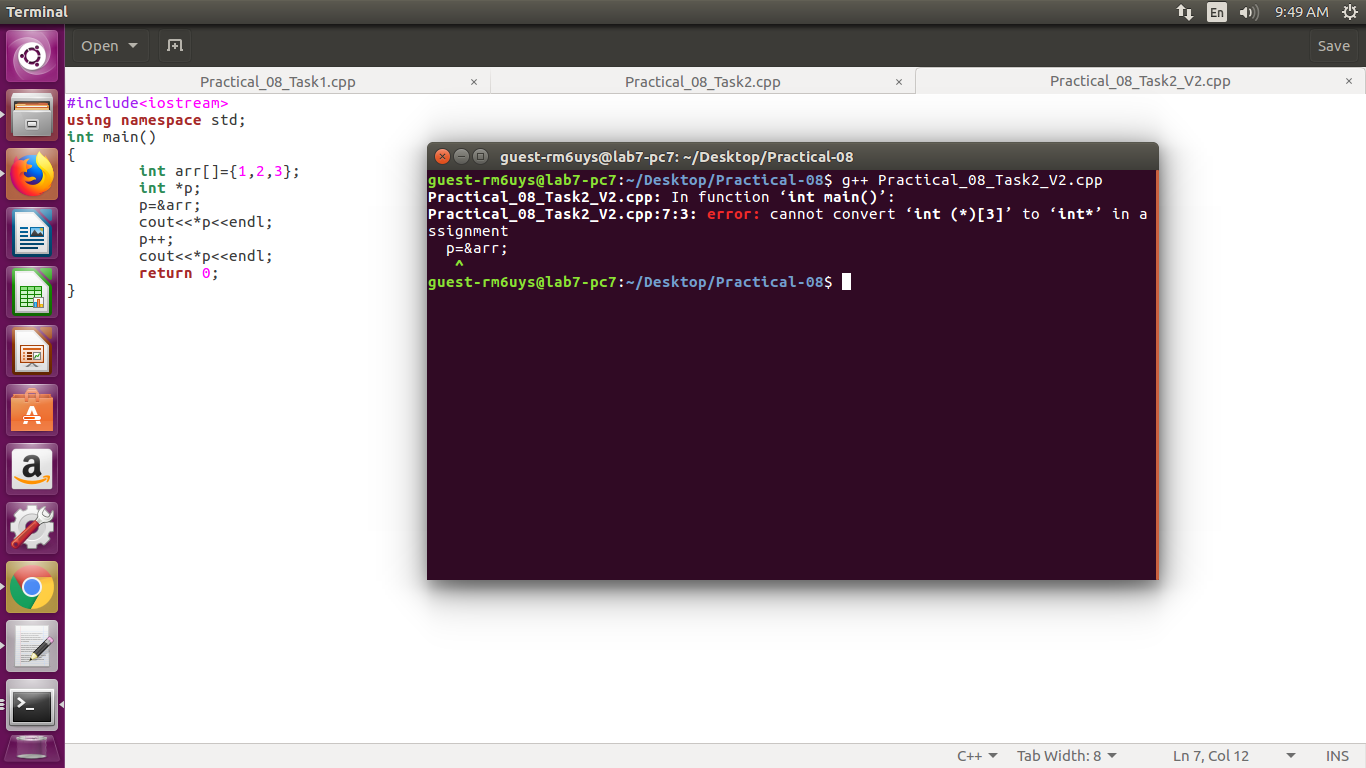 Terminal
En
9:49 AM
Open
Save
Practical_08_Task1.cpp ×
Practical_08_Task2.cpp ×
Practical_08_Task2_V2.cpp ×
#include<iostream>
using namespace std;
int main()
{
int arr[]={1,2,3};
int *p;
p=&arr;
cout<<*p<<endl;
p++;
cout<<*p<<endl;
return 0;
}
guest-rm6uys@lab7-pc7: ~/Desktop/Practical-08
guest-rm6uys@lab7-pc7:~/Desktop/Practical-08$ g++ Practical_08_Task2_V2.cpp
Practical_08_Task2_V2.cpp: In function ‘int main()’:
Practical_08_Task2_V2.cpp:7:3: error: cannot convert ‘int (*)[3]’ to ‘int*’ in a
ssignment
p=&arr;
^
guest-rm6uys@lab7-pc7:~/Desktop/Practical-08$
C++
Tab Width: 8
Ln 7, Col 12
INS